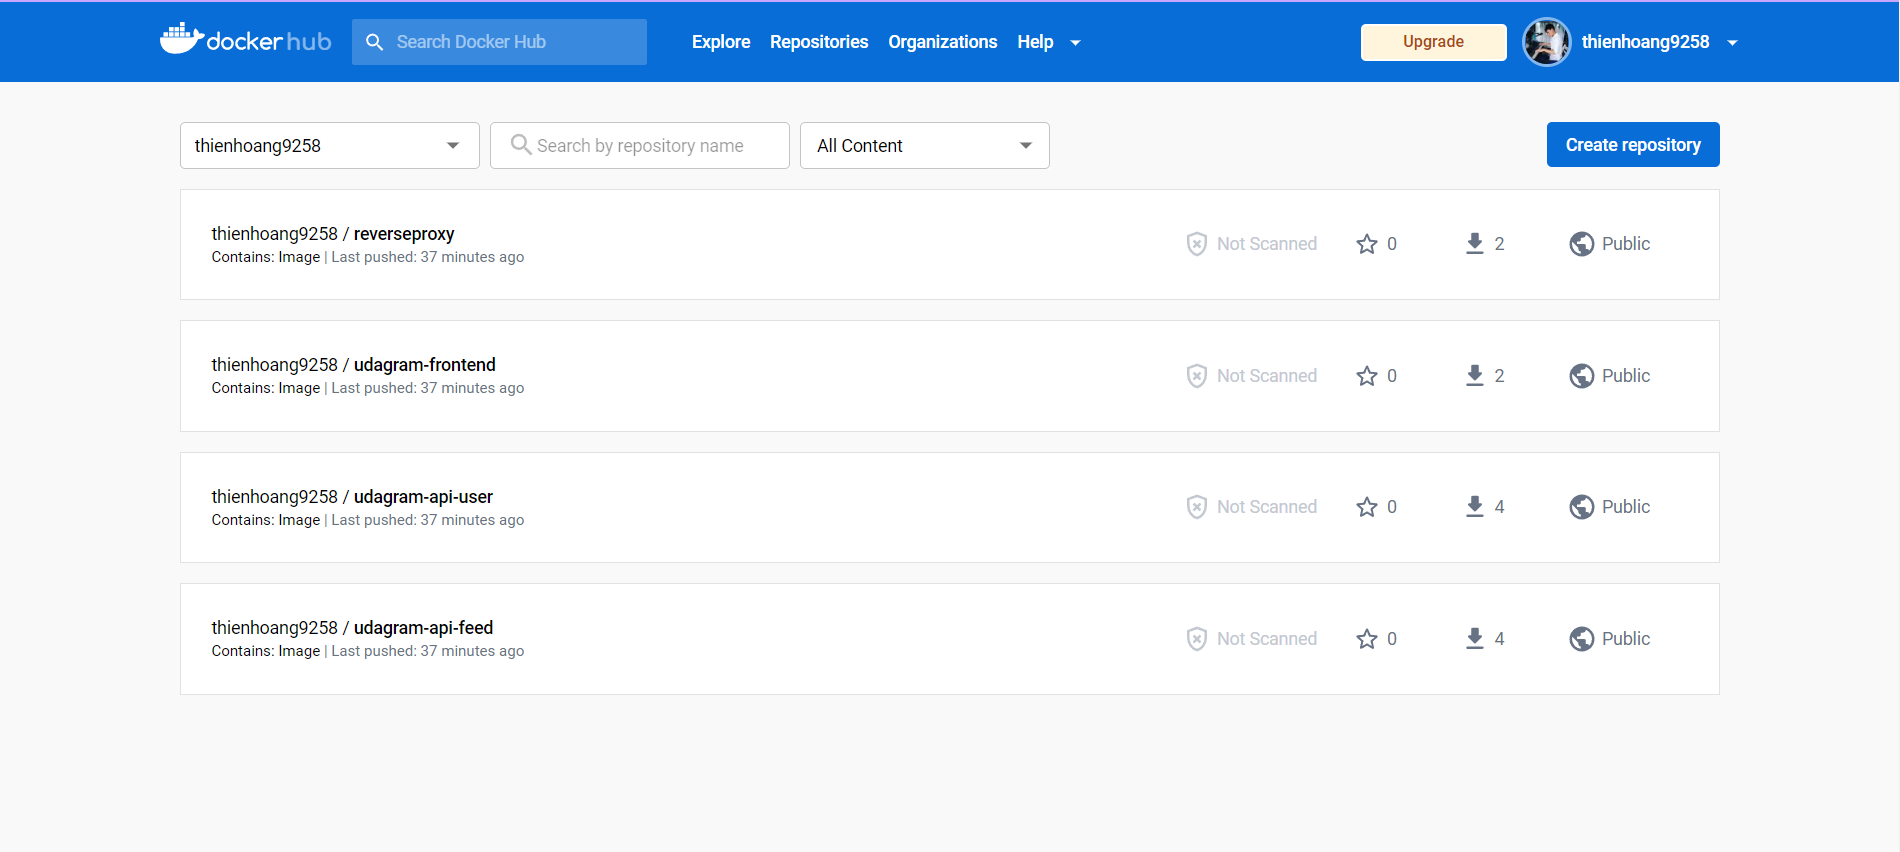 docker hub
Search Docker Hub
Explore Repositories Organizations Help
Upgrade
thienhoang9258
thienhoang9258
Search by repository name
All Content
Create repository
thienhoang9258 / reverseproxy
Contains: Image | Last pushed: 37 minutes ago
Not Scanned
0
2
Public
thienhoang9258 / udagram-frontend
Contains: Image | Last pushed: 37 minutes ago
Not Scanned
0
2
Public
thienhoang9258 / udagram-api-user
Contains: Image | Last pushed: 37 minutes ago
Not Scanned
0
4
Public
thienhoang9258 / udagram-api-feed
Contains: Image | Last pushed: 37 minutes ago
Not Scanned
0
4
Public